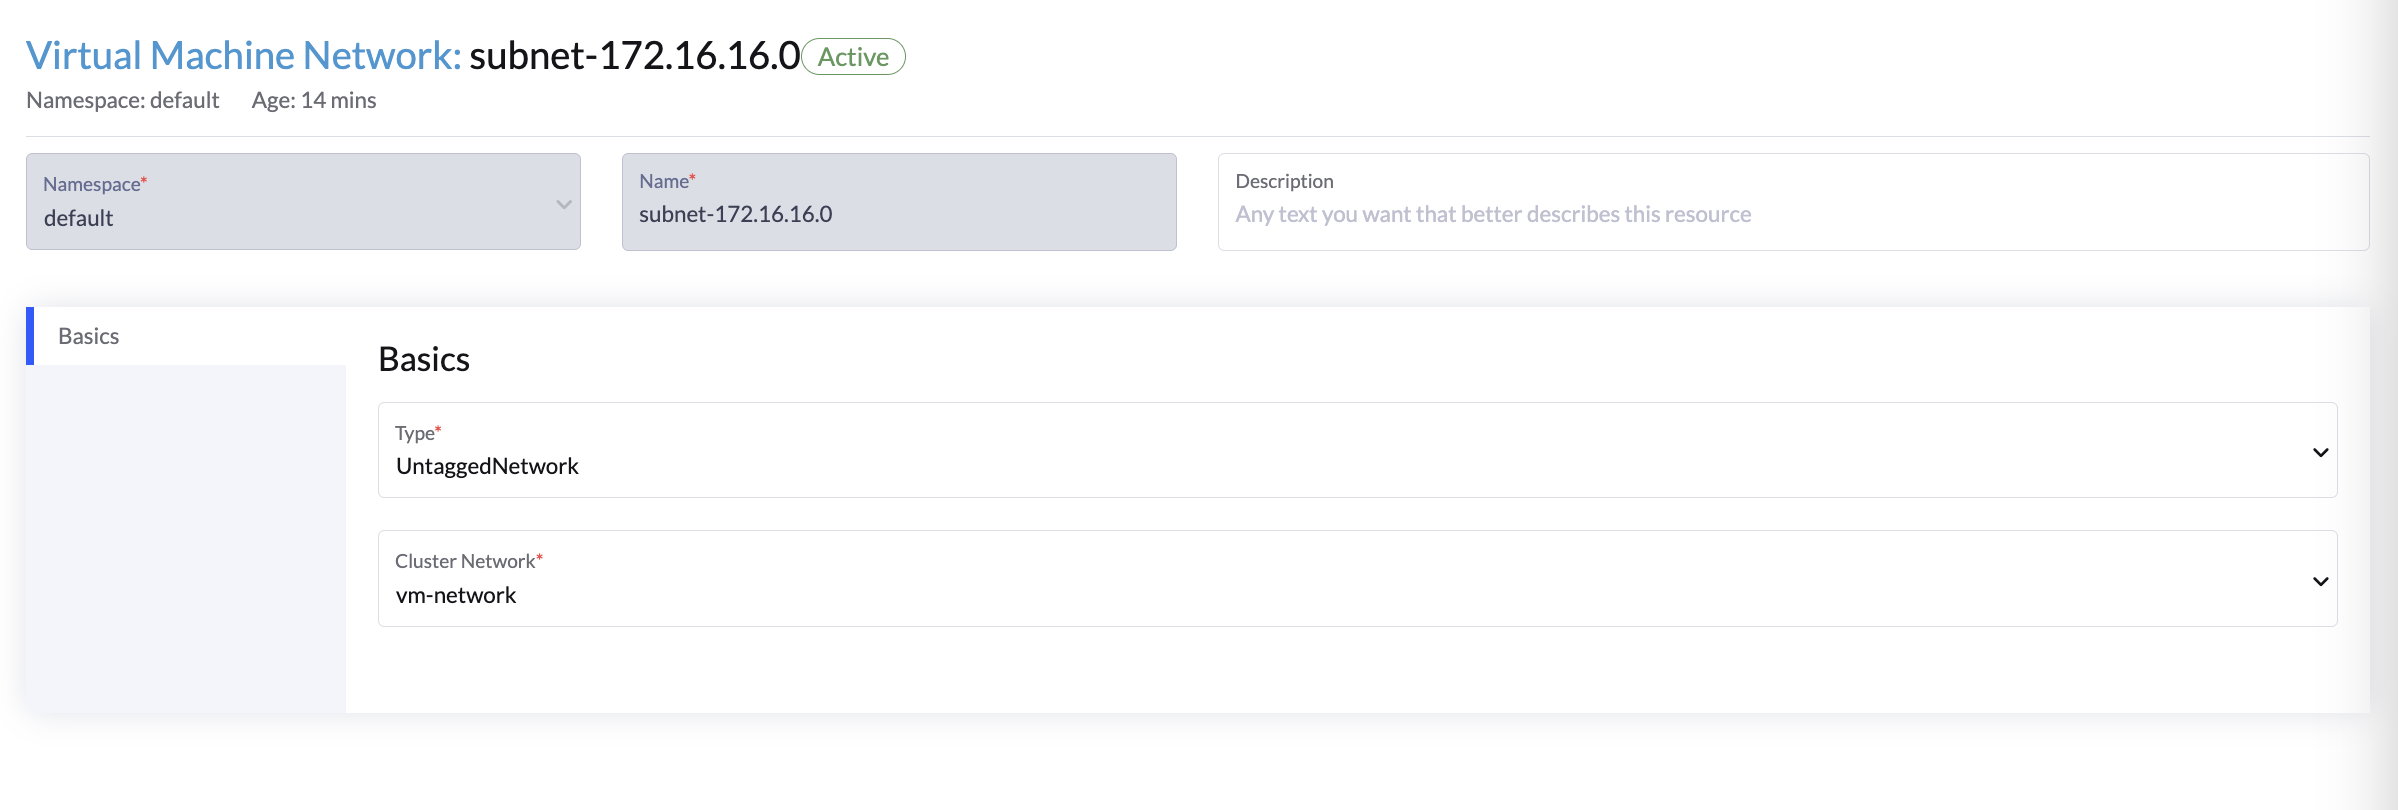 Virtual Machine Network: subnet-172.16.16.0 Active
Namespace: default Age: 14 mins
Namespace*
default
Name*
subnet-172.16.16.0
Description
Any text you want that better describes this resource
Basics
Basics
Type*
UntaggedNetwork
Cluster Network*
vm-network